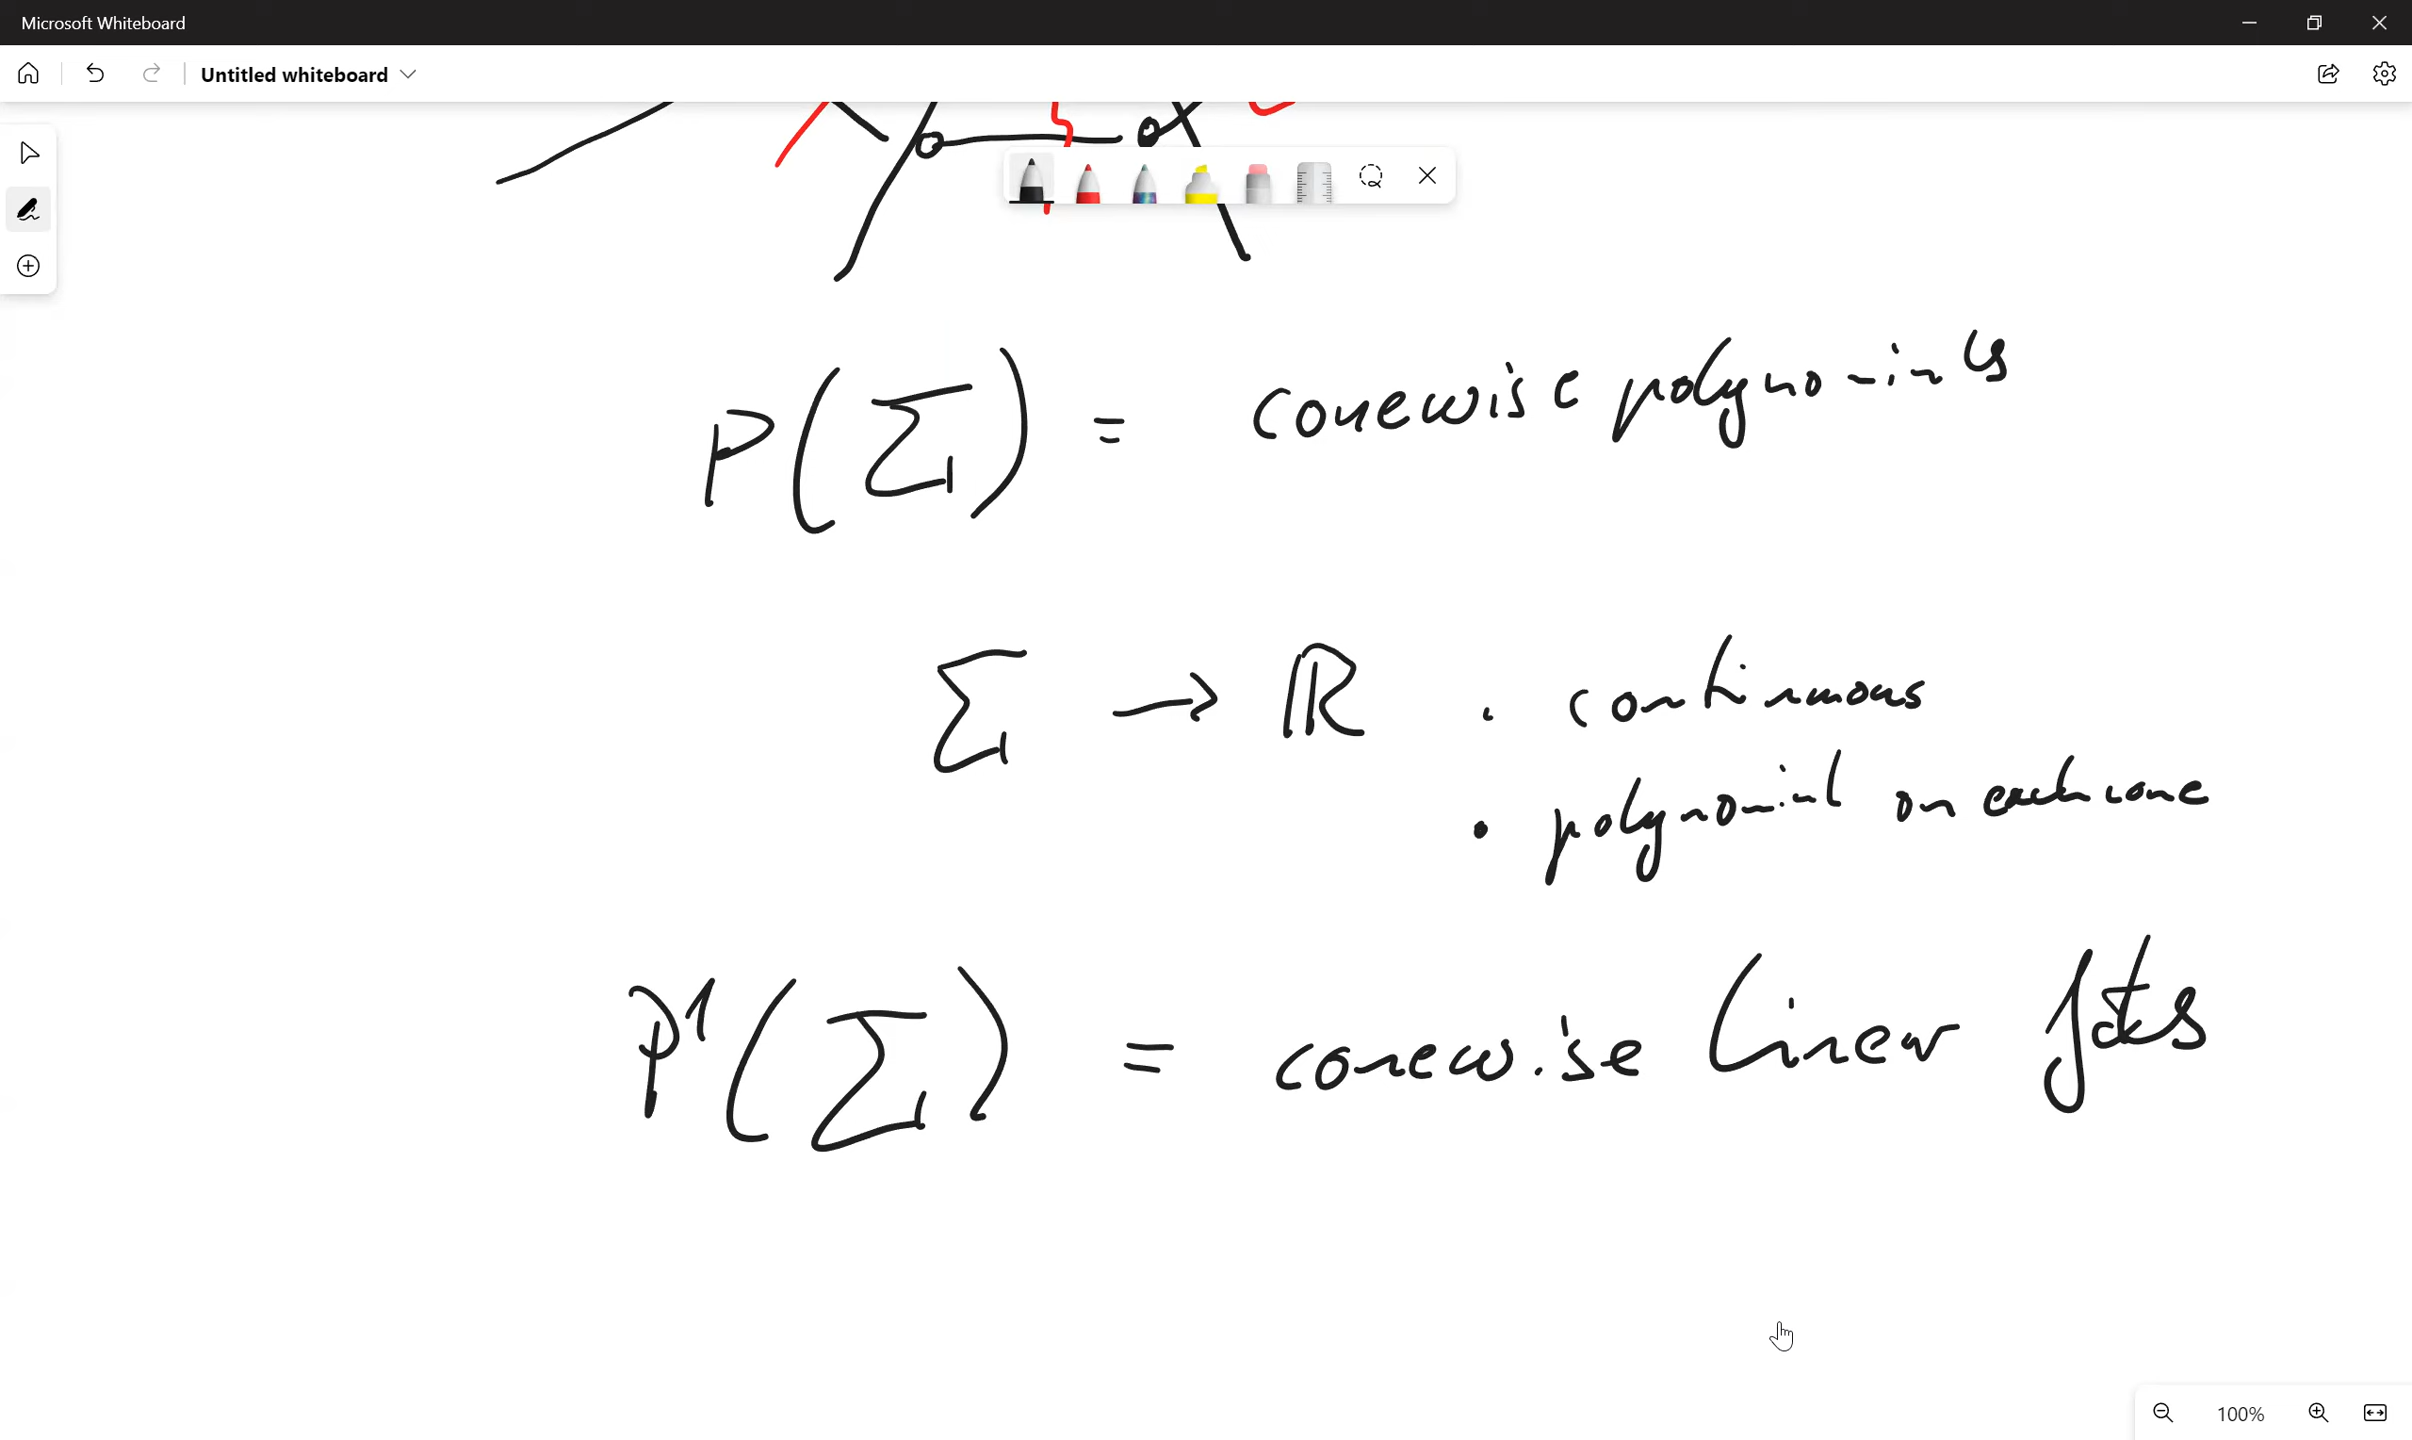 Microsoft Whiteboard
Untitled whiteboard
P(Σ) = conewise polynomials
Σ → ℝ · continuous
· polynomial on each cone
P¹(Σ) = conewise linear fcts
100%